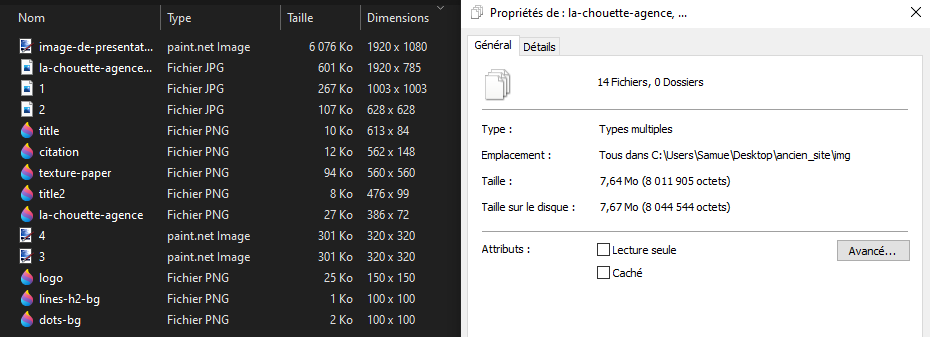 Nom Type Taille Dimensions
image-de-presentat... paint.net Image 6 076 Ko 1920 x 1080
la-chouette-agence... Fichier JPG 601 Ko 1920 x 785
1 Fichier JPG 267 Ko 1003 x 1003
2 Fichier JPG 107 Ko 628 x 628
title Fichier PNG 10 Ko 613 x 84
citation Fichier PNG 12 Ko 562 x 148
texture-paper Fichier PNG 94 Ko 560 x 560
title2 Fichier PNG 8 Ko 476 x 99
la-chouette-agence Fichier PNG 27 Ko 386 x 72
4 paint.net Image 301 Ko 320 x 320
3 paint.net Image 301 Ko 320 x 320
logo Fichier PNG 25 Ko 150 x 150
lines-h2-bg Fichier PNG 1 Ko 100 x 100
dots-bg Fichier PNG 2 Ko 100 x 100
Propriétés de : la-chouette-agence, ...
Général Détails
14 Fichiers, 0 Dossiers
Type : Types multiples
Emplacement : Tous dans C:\Users\Samue\Desktop\ancien_site\img
Taille : 7,64 Mo (8 011 905 octets)
Taille sur le disque : 7,67 Mo (8 044 544 octets)
Attributs : Lecture seule Avancé...
Caché